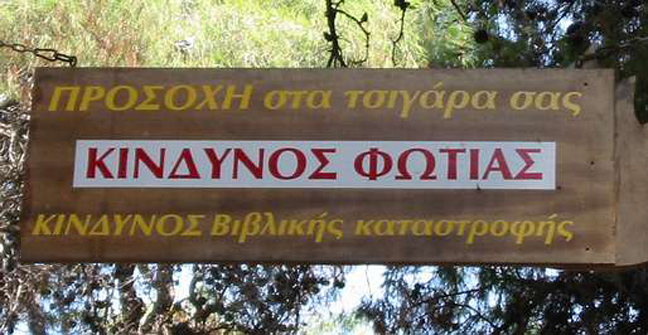 ΠΡΟΣΟΧΗ στα τσιγάρα σας
ΚΙΝΔΥΝΟΣ ΦΩΤΙΑΣ
ΚΙΝΔΥΝΟΣ Βιβλικής καταστροφής